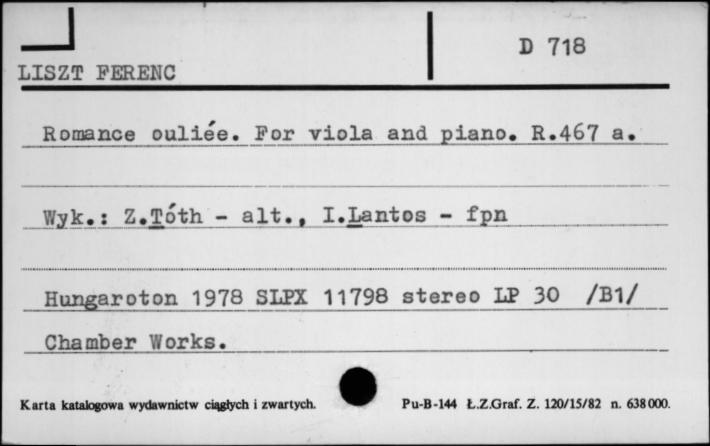 D 718
LISZT FERENC
Romance ouliée. For viola and piano. R.467 a.
Wyk.: Z.Tóth - alt., I.Lantos - fpn
Hungaroton 1978 SLPX 11798 stereo LP 30 /B1/
Chamber Works.
Karta katalogowa wydawnictw ciągłych i zwartych. Pu-B-144 Ł.Z.Graf. Z. 120/15/82 n. 638000.